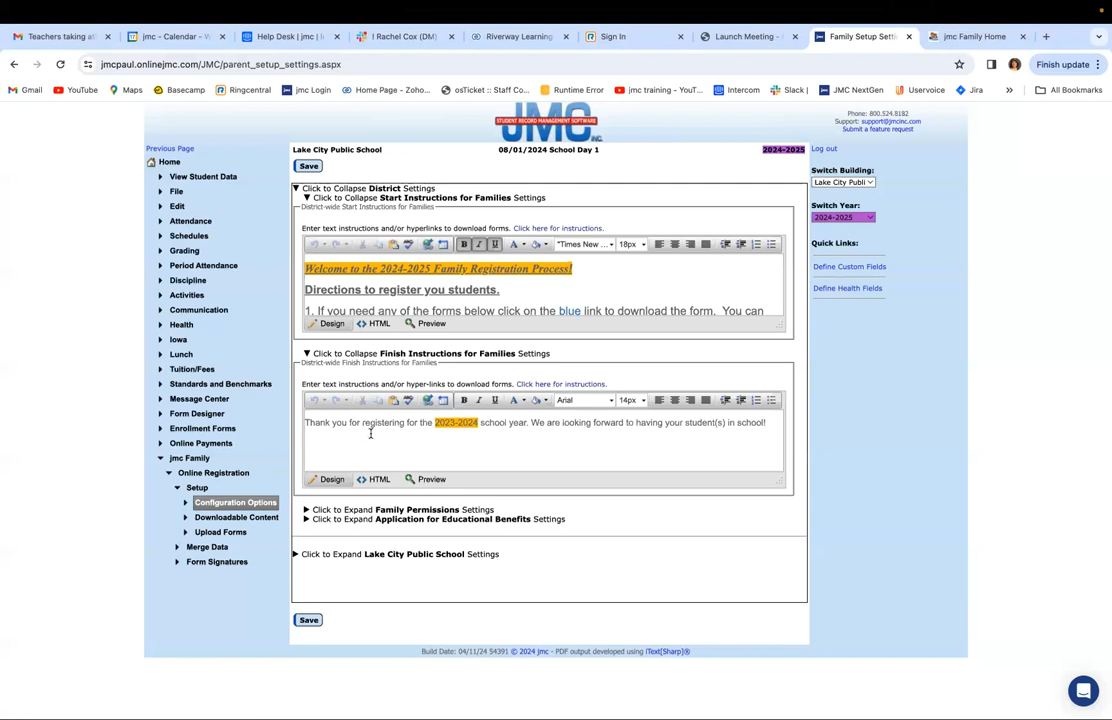 Teachers taking at
jmc - Calendar - W
Help Desk | jmc | I
! Rachel Cox (DM)
Riverway Learning
Sign In
Launch Meeting -
Family Setup Sett
jmc Family Home
jmcpaul.onlinejmc.com/JMC/parent_setup_settings.aspx
Finish update
Gmail
YouTube
Maps
Basecamp
Ringcentral
jmc Login
Home Page - Zoho...
osTicket :: Staff Co...
Runtime Error
jmc training - YouT...
Intercom
Slack |
JMC NextGen
Uservoice
Jira
All Bookmarks
JMC INC.
STUDENT RECORD MANAGEMENT SOFTWARE
Phone: 800.524.8182
Support: support@jmcinc.com
Submit a feature request
Previous Page
Home
View Student Data
File
Edit
Attendance
Schedules
Grading
Period Attendance
Discipline
Activities
Communication
Health
Iowa
Lunch
Tuition/Fees
Standards and Benchmarks
Message Center
Form Designer
Enrollment Forms
Online Payments
jmc Family
Online Registration
Setup
Configuration Options
Downloadable Content
Upload Forms
Merge Data
Form Signatures
Lake City Public School
08/01/2024 School Day 1
2024-2025
Save
Click to Collapse District Settings
Click to Collapse Start Instructions for Families Settings
District-wide Start Instructions for Families
Enter text instructions and/or hyperlinks to download forms. Click here for instructions.
B I U A "Times New ... 18px
Welcome to the 2024-2025 Family Registration Process!
Directions to register you students.
1. If you need any of the forms below click on the blue link to download the form. You can
Design HTML Preview
Click to Collapse Finish Instructions for Families Settings
District-wide Finish Instructions for Families
Enter text instructions and/or hyper-links to download forms. Click here for instructions.
B I U A Arial 14px
Thank you for registering for the 2023-2024 school year. We are looking forward to having your student(s) in school!
Design HTML Preview
Click to Expand Family Permissions Settings
Click to Expand Application for Educational Benefits Settings
Click to Expand Lake City Public School Settings
Save
Log out
Switch Building:
Lake City Publi
Switch Year:
2024-2025
Quick Links:
Define Custom Fields
Define Health Fields
Build Date: 04/11/24 54391 © 2024 jmc - PDF output developed using iText[Sharp]®